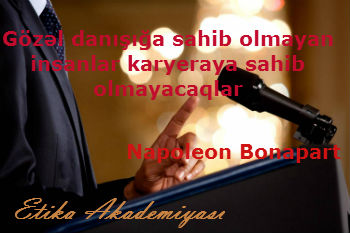 Gözəl danışığa sahib olmayan
insanlar karyeraya sahib
olmayacaqlar
Napoleon Bonapart
Etika Akademiyası